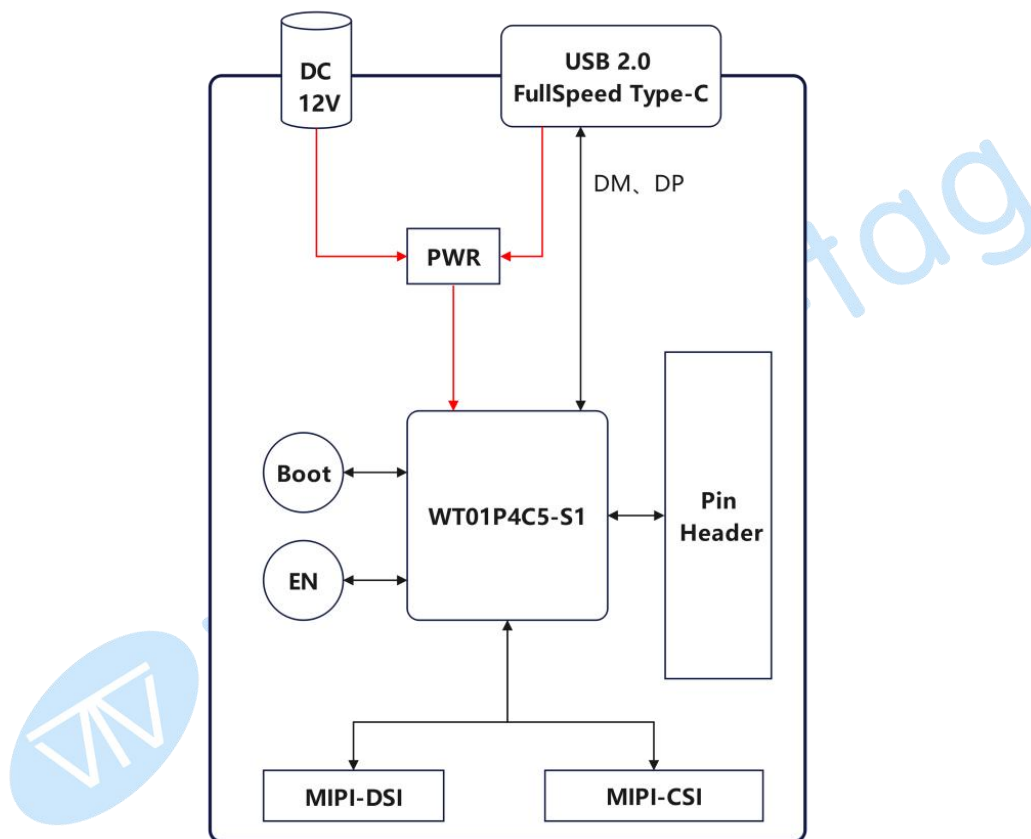 DC
12V
USB 2.0
FullSpeed Type-C
DM、DP
PWR
Boot
WT01P4C5-S1
Pin
Header
EN
MIPI-DSI
MIPI-CSI